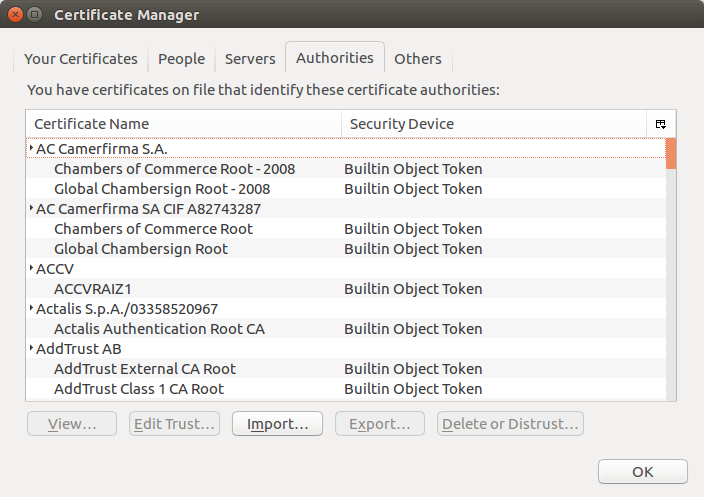 Certificate Manager
Your Certificates People Servers Authorities Others
You have certificates on file that identify these certificate authorities:
Certificate Name Security Device
AC Camerfirma S.A.
Chambers of Commerce Root - 2008 Builtin Object Token
Global Chambersign Root - 2008 Builtin Object Token
AC Camerfirma SA CIF A82743287
Chambers of Commerce Root Builtin Object Token
Global Chambersign Root Builtin Object Token
ACCV
ACCVRAIZ1 Builtin Object Token
Actalis S.p.A./03358520967
Actalis Authentication Root CA Builtin Object Token
AddTrust AB
AddTrust External CA Root Builtin Object Token
AddTrust Class 1 CA Root Builtin Object Token
View... Edit Trust... Import... Export... Delete or Distrust...
OK